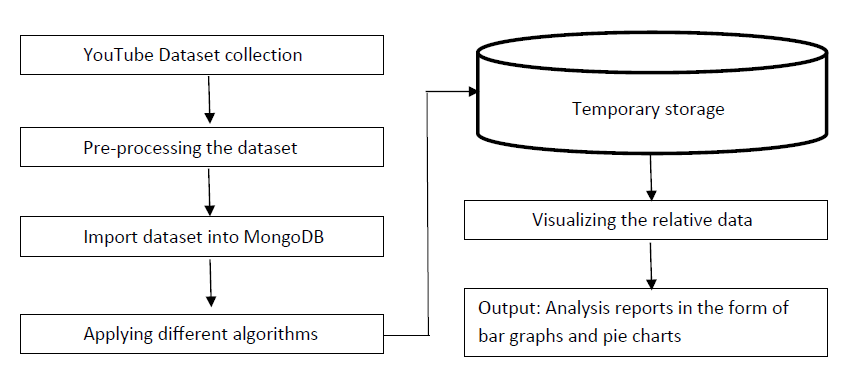 YouTube Dataset collection
Pre-processing the dataset
Import dataset into MongoDB
Applying different algorithms
Temporary storage
Visualizing the relative data
Output: Analysis reports in the form of
bar graphs and pie charts